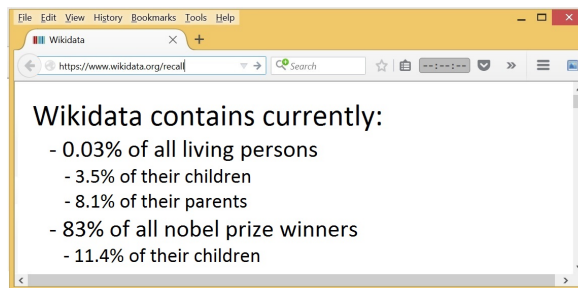 File Edit View History Bookmarks Tools Help
Wikidata
https://www.wikidata.org/recall
Search
--:--:--
Wikidata contains currently:
- 0.03% of all living persons
- 3.5% of their children
- 8.1% of their parents
- 83% of all nobel prize winners
- 11.4% of their children